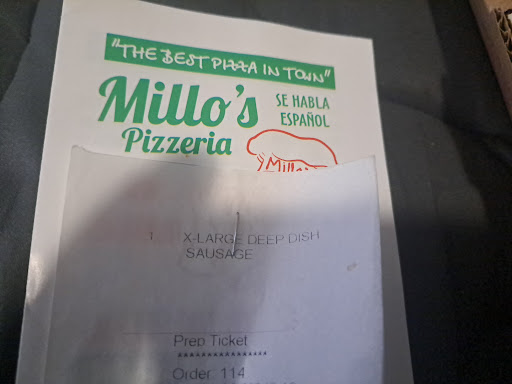 "THE BEST PIZZA IN TOWN"
Millo's
Pizzeria
SE HABLA
ESPAÑOL
Millo
1 X-LARGE DEEP DISH
SAUSAGE
Prep Ticket
****************
Order: 114